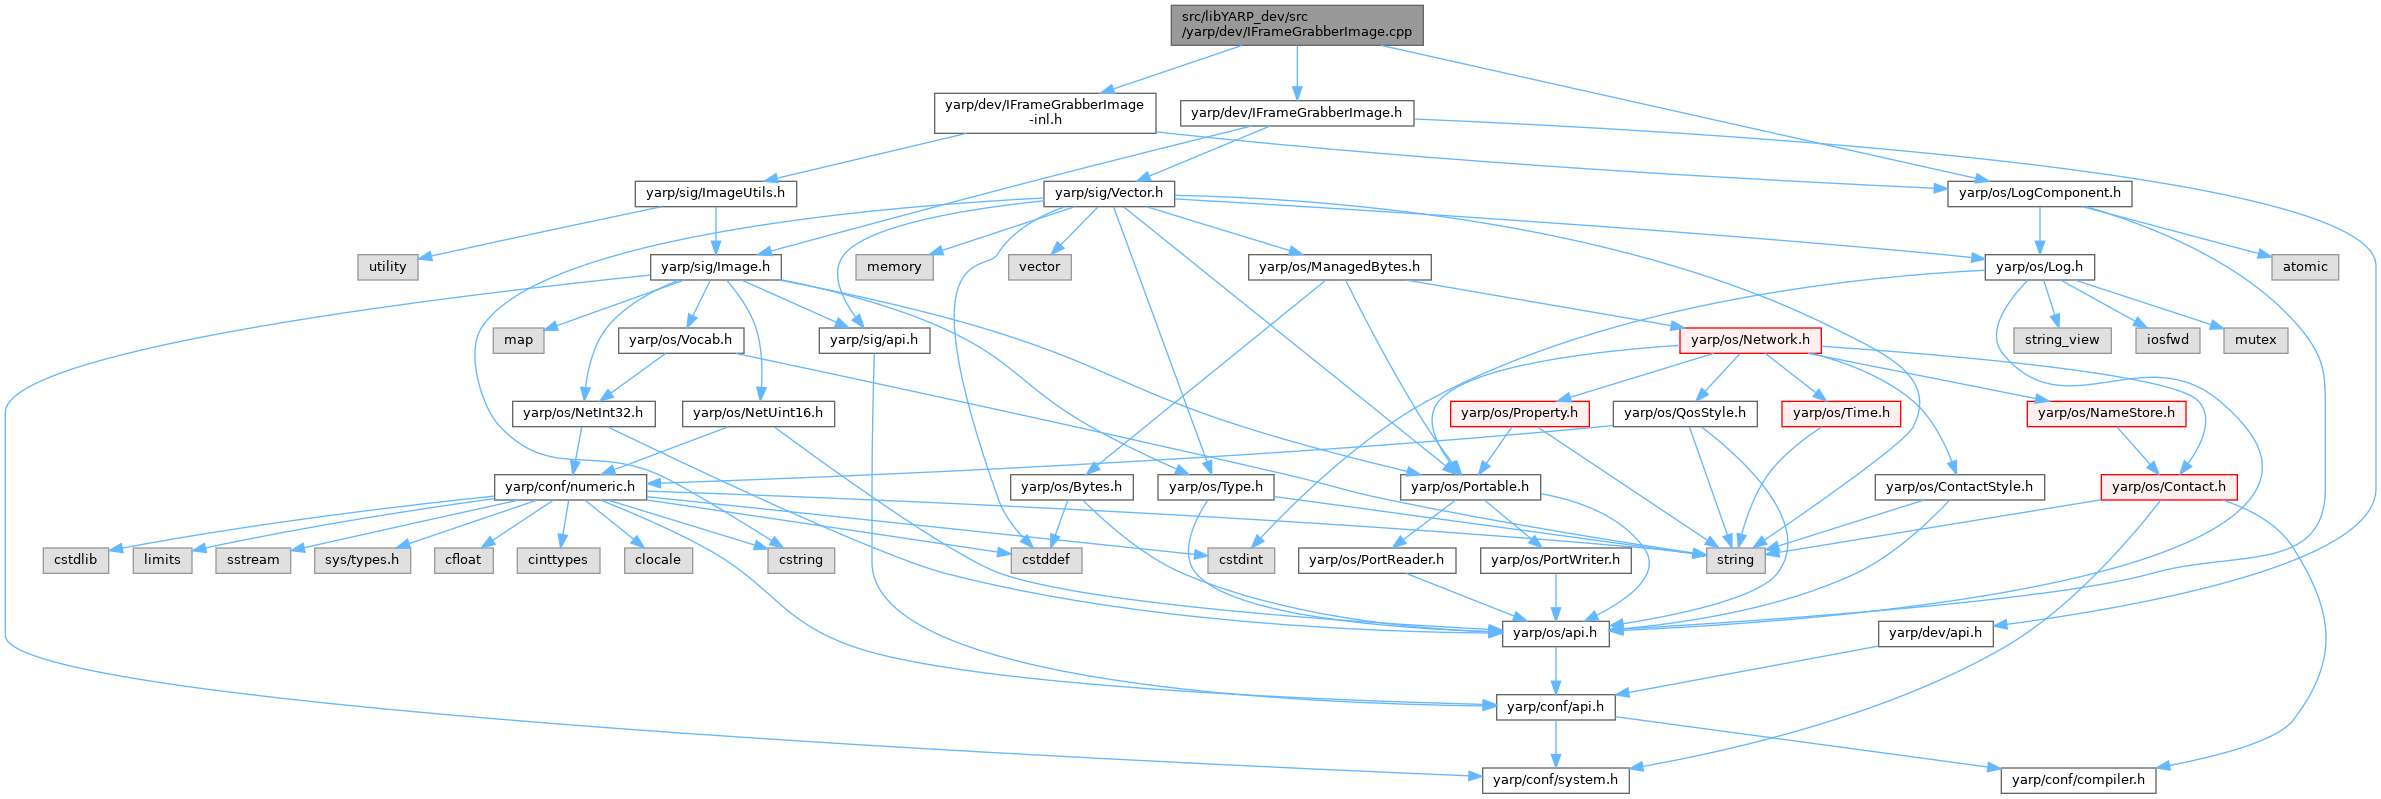 src/libYARP_dev/src
/yarp/dev/IFrameGrabberImage.cpp
yarp/dev/IFrameGrabberImage
-inl.h
yarp/dev/IFrameGrabberImage.h
yarp/sig/ImageUtils.h
yarp/sig/Vector.h
yarp/os/LogComponent.h
utility
yarp/sig/Image.h
memory
vector
yarp/os/ManagedBytes.h
yarp/os/Log.h
atomic
map
yarp/os/Vocab.h
yarp/sig/api.h
yarp/os/Network.h
string_view
iosfwd
mutex
yarp/os/NetInt32.h
yarp/os/NetUint16.h
yarp/os/Property.h
yarp/os/QosStyle.h
yarp/os/Time.h
yarp/os/NameStore.h
yarp/conf/numeric.h
yarp/os/Bytes.h
yarp/os/Type.h
yarp/os/Portable.h
yarp/os/ContactStyle.h
yarp/os/Contact.h
cstdlib
limits
sstream
sys/types.h
cfloat
cinttypes
clocale
cstring
cstddef
cstdint
yarp/os/PortReader.h
yarp/os/PortWriter.h
string
yarp/os/api.h
yarp/dev/api.h
yarp/conf/api.h
yarp/conf/system.h
yarp/conf/compiler.h